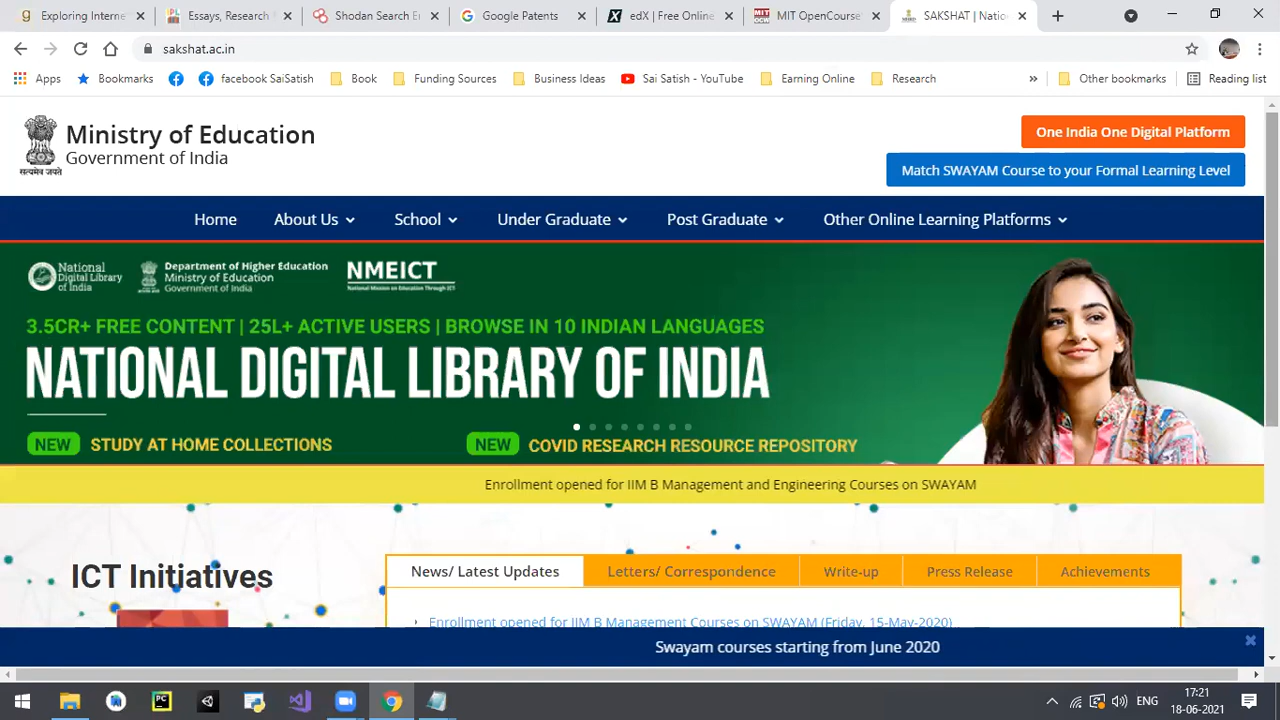 Exploring Interne
Essays, Research
Shodan Search E
Google Patents
edX | Free Online
MIT OpenCourse
SAKSHAT | Natio
sakshat.ac.in
Apps
Bookmarks
facebook SaiSatish
Book
Funding Sources
Business Ideas
Sai Satish - YouTube
Earning Online
Research
»
Other bookmarks
Reading list
Ministry of Education
Government of India
सत्यमेव जयते
One India One Digital Platform
Match SWAYAM Course to your Formal Learning Level
Home
About Us
School
Under Graduate
Post Graduate
Other Online Learning Platforms
National
Digital Library
of India
Department of Higher Education
Ministry of Education
Government of India
NMEICT
National Mission on Education Through ICT
3.5CR+ FREE CONTENT | 25L+ ACTIVE USERS | BROWSE IN 10 INDIAN LANGUAGES
NATIONAL DIGITAL LIBRARY OF INDIA
NEW STUDY AT HOME COLLECTIONS
NEW COVID RESEARCH RESOURCE REPOSITORY
Enrollment opened for IIM B Management and Engineering Courses on SWAYAM
ICT Initiatives
News/ Latest Updates
Letters/ Correspondence
Write-up
Press Release
Achievements
Enrollment opened for IIM B Management Courses on SWAYAM (Friday, 15-May-2020)
Swayam courses starting from June 2020
ENG
17:21
18-06-2021